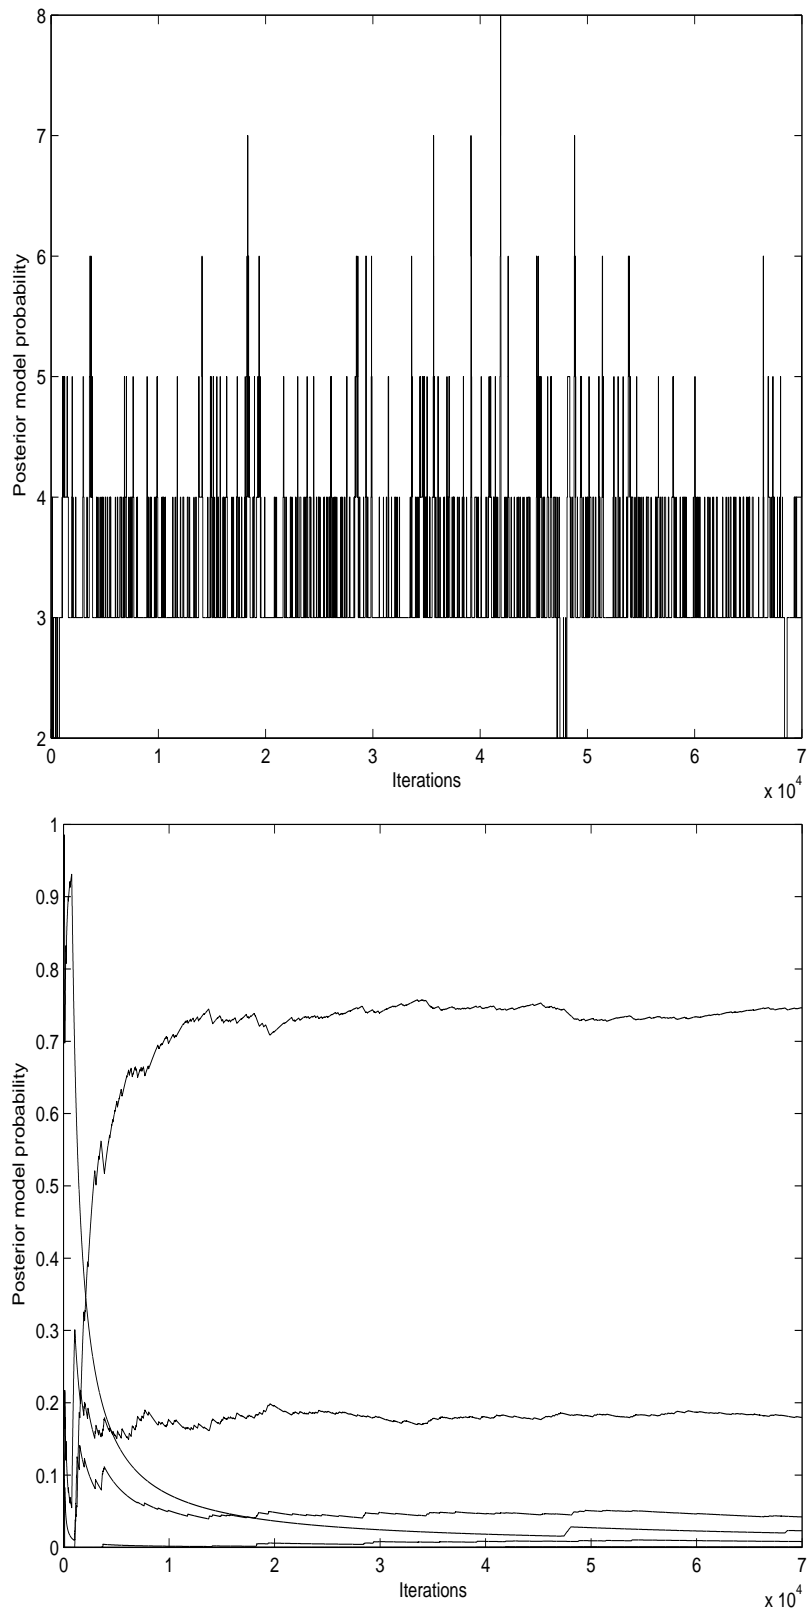 8
7
6
5
4
3
2
Posterior model probability
0 1 2 3 4 5 6 7
Iterations
x 10^4
1
0.9
0.8
0.7
0.6
0.5
0.4
0.3
0.2
0.1
0
Posterior model probability
0 1 2 3 4 5 6 7
Iterations
x 10^4